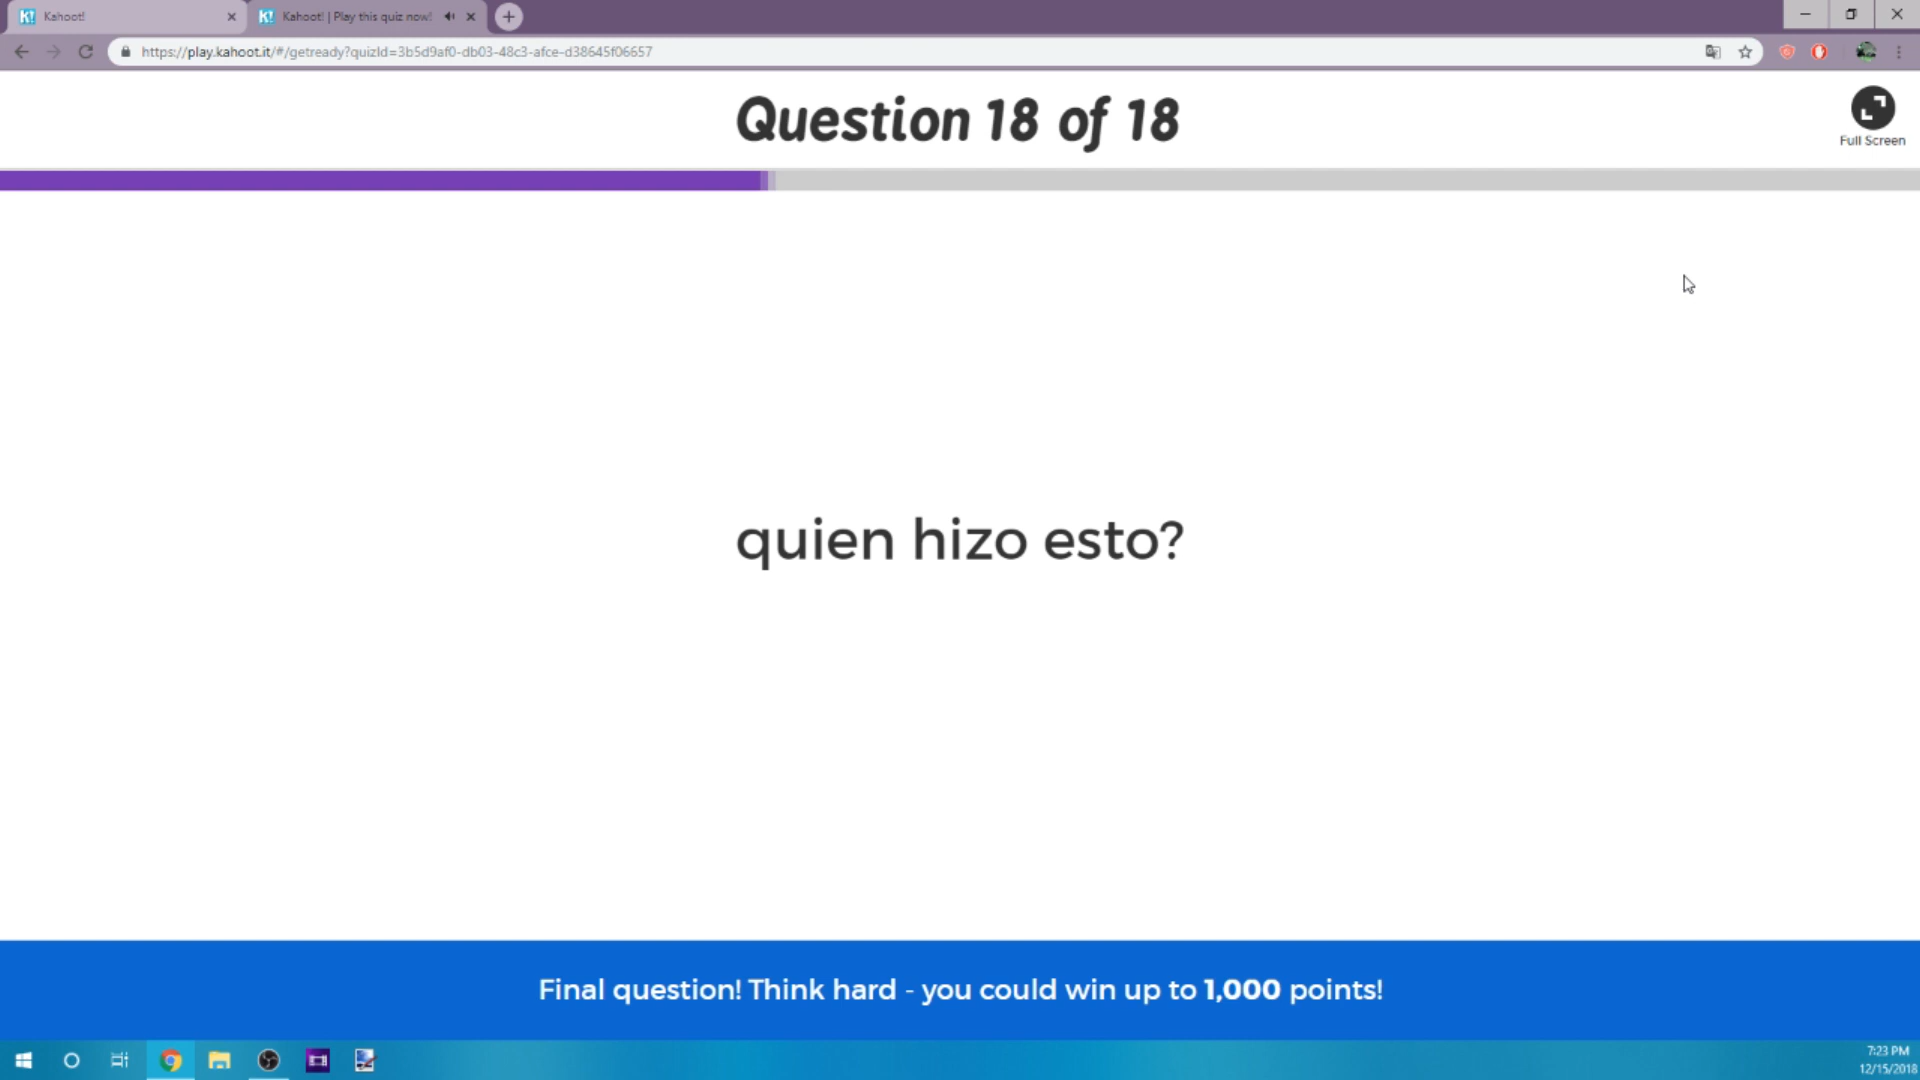 Kahoot!
Kahoot! | Play this quiz now!
https://play.kahoot.it/#/getready?quizId=3b5d9af0-db03-48c3-afce-d38645f06657
Question 18 of 18
Full Screen
quien hizo esto?
Final question! Think hard - you could win up to 1,000 points!
7:23 PM
12/15/2018